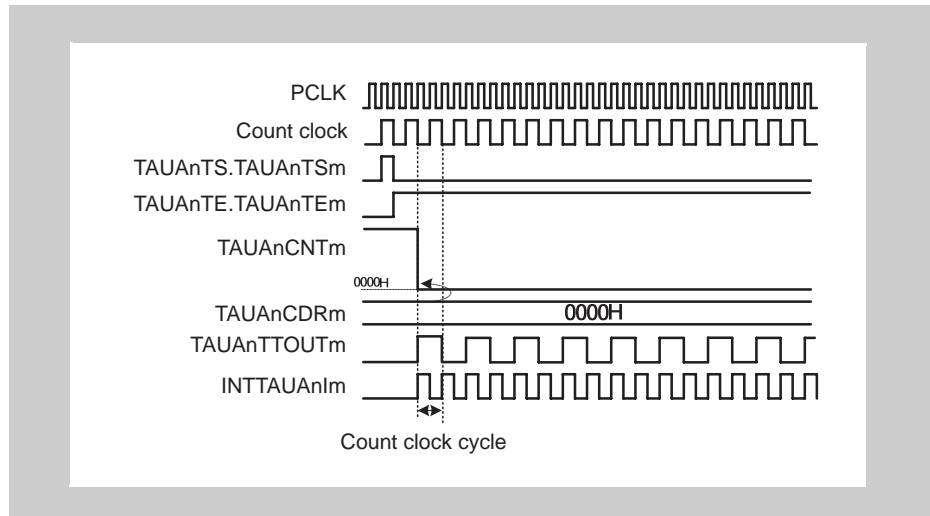 PCLK
Count clock
TAUAnTS.TAUAnTSm
TAUAnTE.TAUAnTEm
TAUAnCNTm
0000H
TAUAnCDRm
0000H
TAUAnTTOUTm
INTTAUAnIm
Count clock cycle